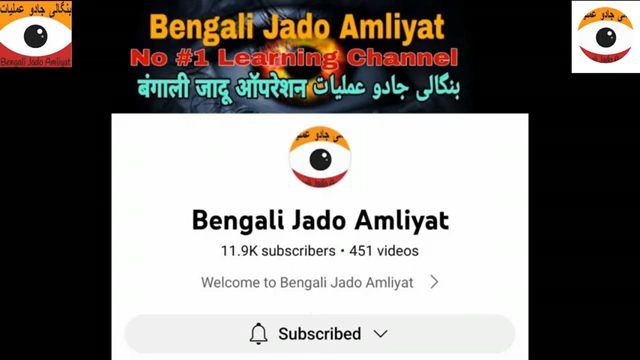 بنگالی جادو عملیات
Bengali Jado Amliyat
Bengali Jado Amliyat
No #1 Learning Channel
बंगाली जादू ऑपरेशन بنگالی جادو عملیات
Bengali Jado Amliyat
11.9K subscribers • 451 videos
Welcome to Bengali Jado Amliyat
Subscribed